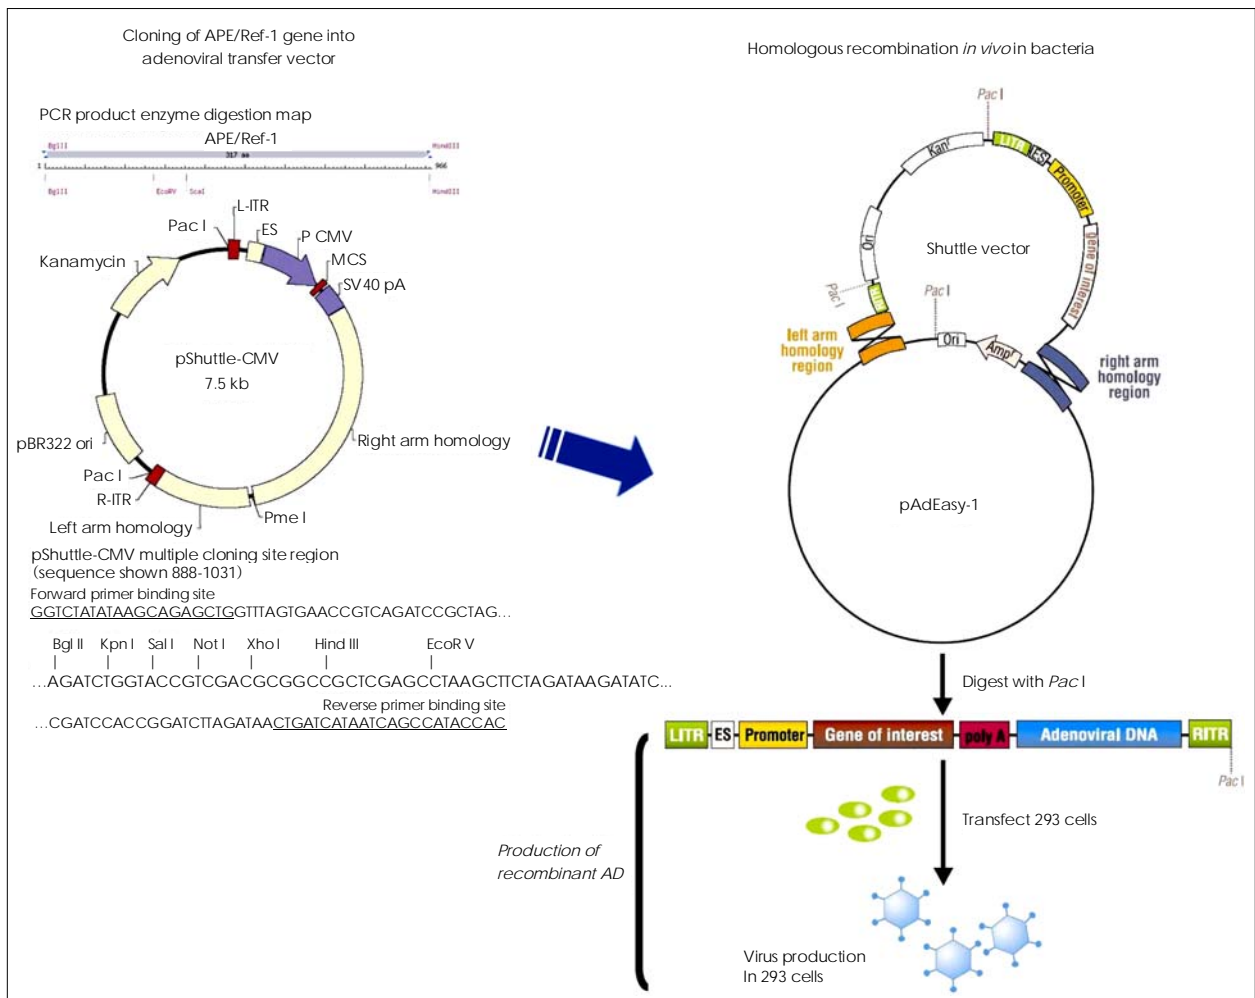 Cloning of APE/Ref-1 gene into
adenoviral transfer vector
PCR product enzyme digestion map
APE/Ref-1
BglII
HindIII
317 aa
1
966
BglII
EcoRV
ScaI
HindIII
L-ITR
Pac I
ES
P CMV
MCS
SV40 pA
Kanamycin
pShuttle-CMV
7.5 kb
pBR322 ori
Right arm homology
Pac I
R-ITR
Pme I
Left arm homology
pShuttle-CMV multiple cloning site region
(sequence shown 888-1031)
Forward primer binding site
GGTCTATATAAGCAGAGCTGGTTTAGTGAACCGTCAGATCCGCTAG...
Bgl II Kpn I Sal I Not I Xho I Hind III EcoR V
...AGATCTGGTACCGTCGACGCGGCCGCTCGAGCCTAAGCTTCTAGATAAGATATC...
Reverse primer binding site
...CGATCCACCGGATCTTAGATAACTGATCATAATCAGCCATACCAC
Homologous recombination in vivo in bacteria
Pac I
Kanr
LITR
ES
Promoter
gene of interest
Ori
Shuttle vector
Pac I
RITR
Pac I
left arm
homology
region
Ori
Ampr
right arm
homology
region
pAdEasy-1
Digest with Pac I
LITR ES Promoter Gene of interest poly A Adenoviral DNA RITR
Pac I
Transfect 293 cells
Production of
recombinant AD
Virus production
In 293 cells